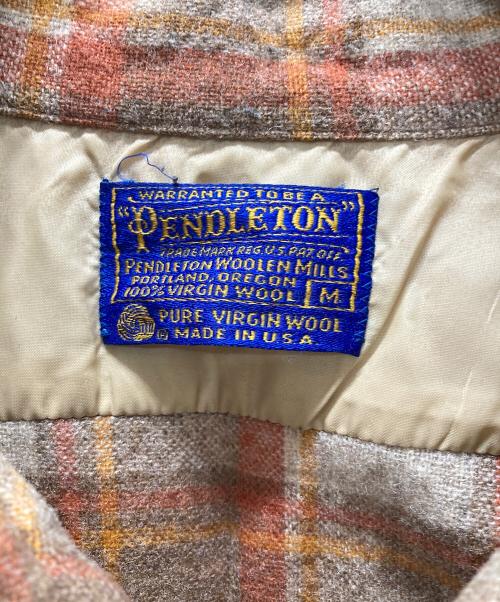 WARRANTED TO BE A
"PENDLETON"
TRADE MARK REG. U.S. PAT. OFF.
PENDLETON WOOLEN MILLS
PORTLAND, OREGON
100% VIRGIN WOOL M
PURE VIRGIN WOOL
® MADE IN U.S.A.